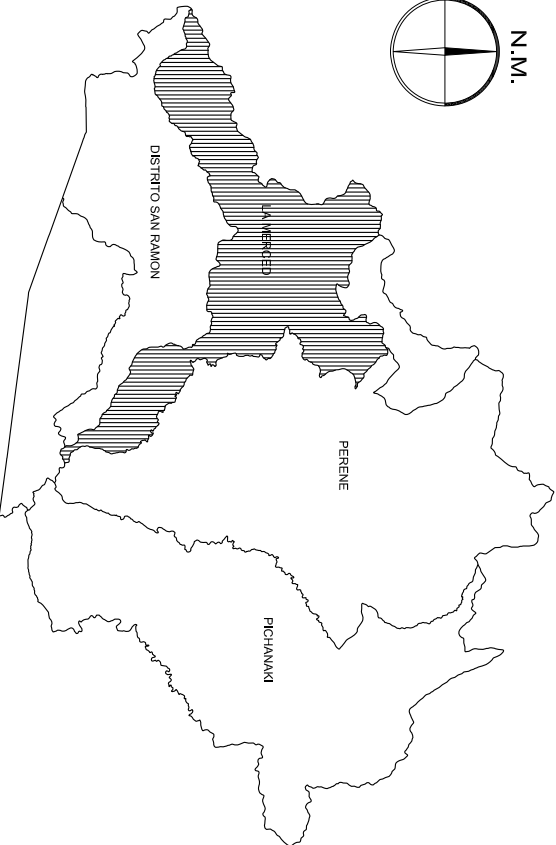 N.M.
DISTRITO SAN RAMON
LA MERCED
PERENE
PICHANAKI